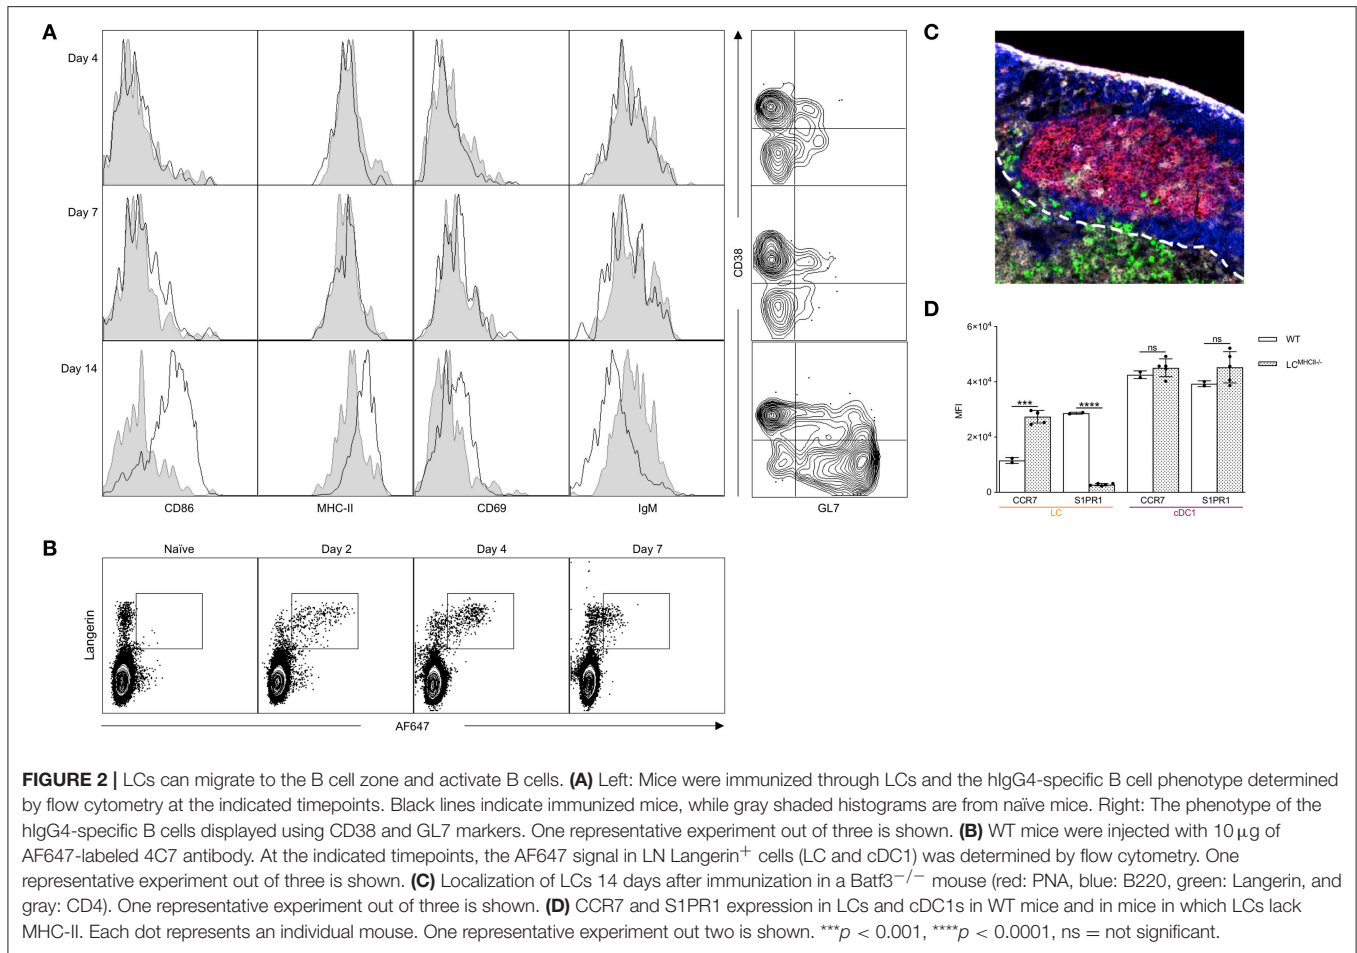 A
Day 4
Day 7
Day 14
CD86
MHC-II
CD69
IgM
CD38
GL7
B
Naïve
Day 2
Day 4
Day 7
Langerin
AF647
C
D
6×10⁴
4×10⁴
2×10⁴
0
MFI
***
****
ns
ns
WT
LC^MHCII-/-
CCR7
S1PR1
CCR7
S1PR1
LC
cDC1
FIGURE 2 | LCs can migrate to the B cell zone and activate B cells. (A) Left: Mice were immunized through LCs and the hIgG4-specific B cell phenotype determined
by flow cytometry at the indicated timepoints. Black lines indicate immunized mice, while gray shaded histograms are from naïve mice. Right: The phenotype of the
hIgG4-specific B cells displayed using CD38 and GL7 markers. One representative experiment out of three is shown. (B) WT mice were injected with 10 μg of
AF647-labeled 4C7 antibody. At the indicated timepoints, the AF647 signal in LN Langerin⁺ cells (LC and cDC1) was determined by flow cytometry. One
representative experiment out of three is shown. (C) Localization of LCs 14 days after immunization in a Batf3⁻/⁻ mouse (red: PNA, blue: B220, green: Langerin, and
gray: CD4). One representative experiment out of three is shown. (D) CCR7 and S1PR1 expression in LCs and cDC1s in WT mice and in mice in which LCs lack
MHC-II. Each dot represents an individual mouse. One representative experiment out two is shown. ***p < 0.001, ****p < 0.0001, ns = not significant.